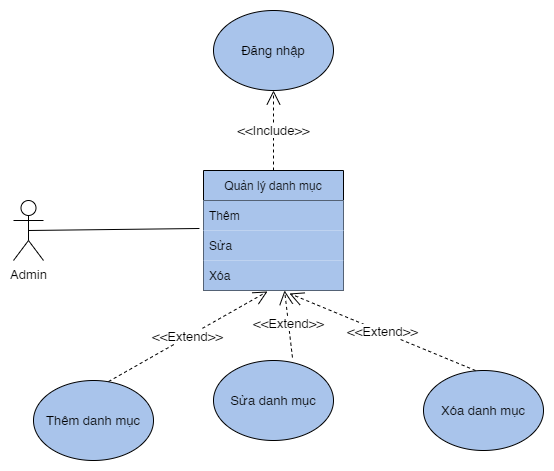 Đăng nhập
<<Include>>
Quản lý danh mục
Thêm
Sửa
Xóa
Admin
<<Extend>>
<<Extend>>
<<Extend>>
Thêm danh mục
Sửa danh mục
Xóa danh mục